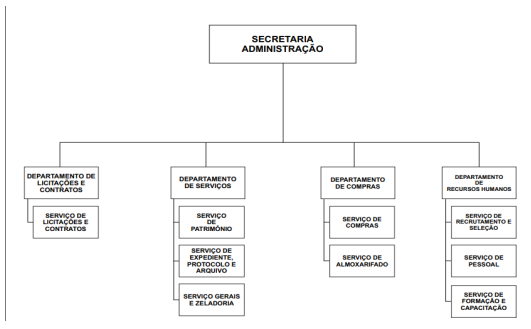 SECRETARIA
ADMINISTRAÇÃO
DEPARTAMENTO DE
LICITAÇÕES E
CONTRATOS
SERVIÇO DE
LICITAÇÕES E
CONTRATOS
DEPARTAMENTO
DE SERVIÇOS
SERVIÇO
DE
PATRIMÔNIO
SERVIÇO DE
EXPEDIENTE,
PROTOCOLO E
ARQUIVO
SERVIÇO GERAIS
E ZELADORIA
DEPARTAMENTO
DE COMPRAS
SERVIÇO DE
COMPRAS
SERVIÇO DE
ALMOXARIFADO
DEPARTAMENTO
DE
RECURSOS HUMANOS
SERVIÇO DE
RECRUTAMENTO E
SELEÇÃO
SERVIÇO DE
PESSOAL
SERVIÇO DE
FORMAÇÃO E
CAPACITAÇÃO